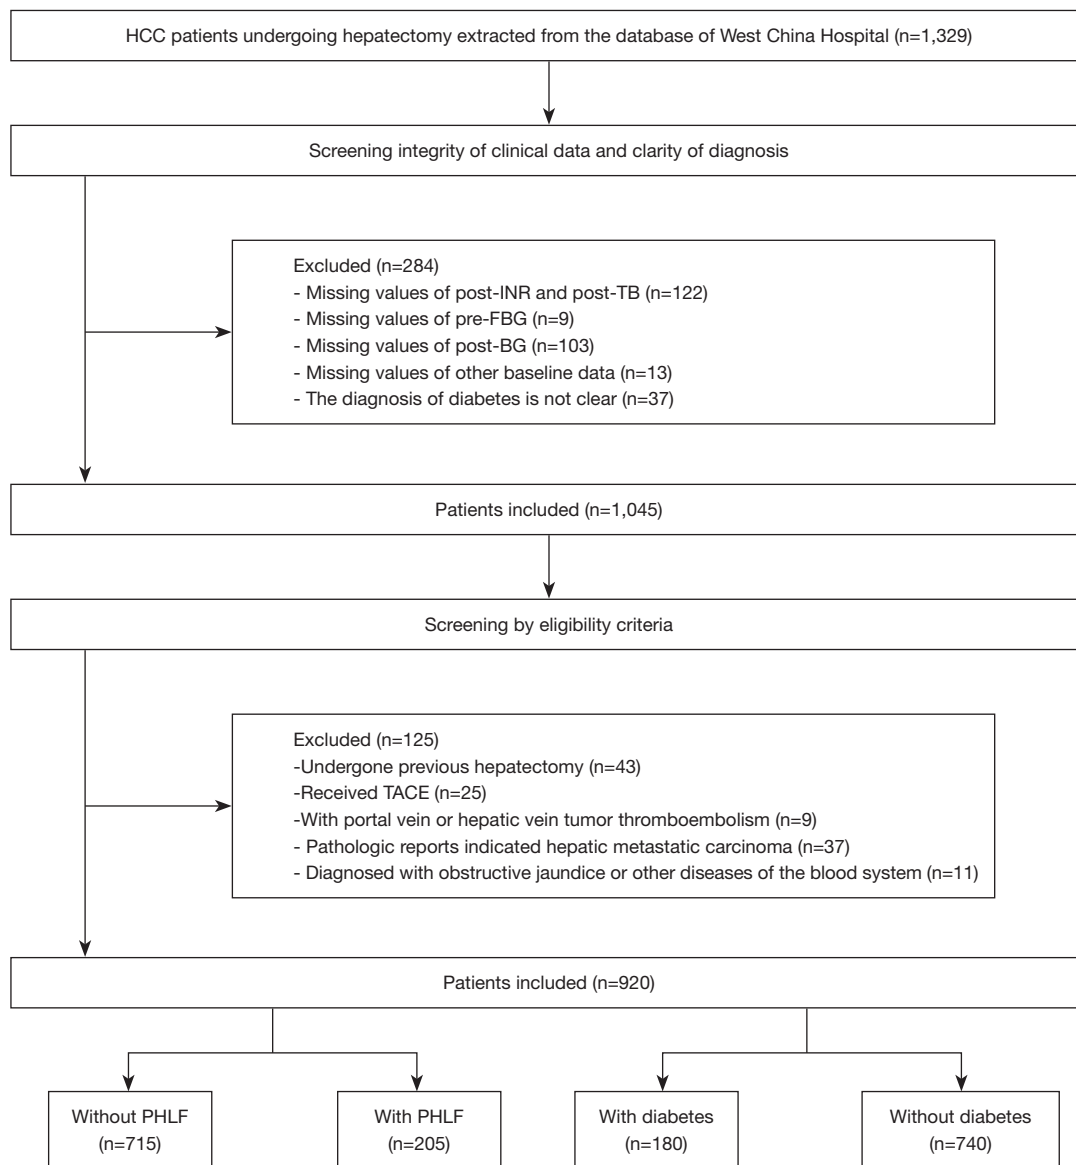 HCC patients undergoing hepatectomy extracted from the database of West China Hospital (n=1,329)
Screening integrity of clinical data and clarity of diagnosis
Excluded (n=284)
- Missing values of post-INR and post-TB (n=122)
- Missing values of pre-FBG (n=9)
- Missing values of post-BG (n=103)
- Missing values of other baseline data (n=13)
- The diagnosis of diabetes is not clear (n=37)
Patients included (n=1,045)
Screening by eligibility criteria
Excluded (n=125)
-Undergone previous hepatectomy (n=43)
-Received TACE (n=25)
-With portal vein or hepatic vein tumor thromboembolism (n=9)
- Pathologic reports indicated hepatic metastatic carcinoma (n=37)
- Diagnosed with obstructive jaundice or other diseases of the blood system (n=11)
Patients included (n=920)
Without PHLF
(n=715)
With PHLF
(n=205)
With diabetes
(n=180)
Without diabetes
(n=740)